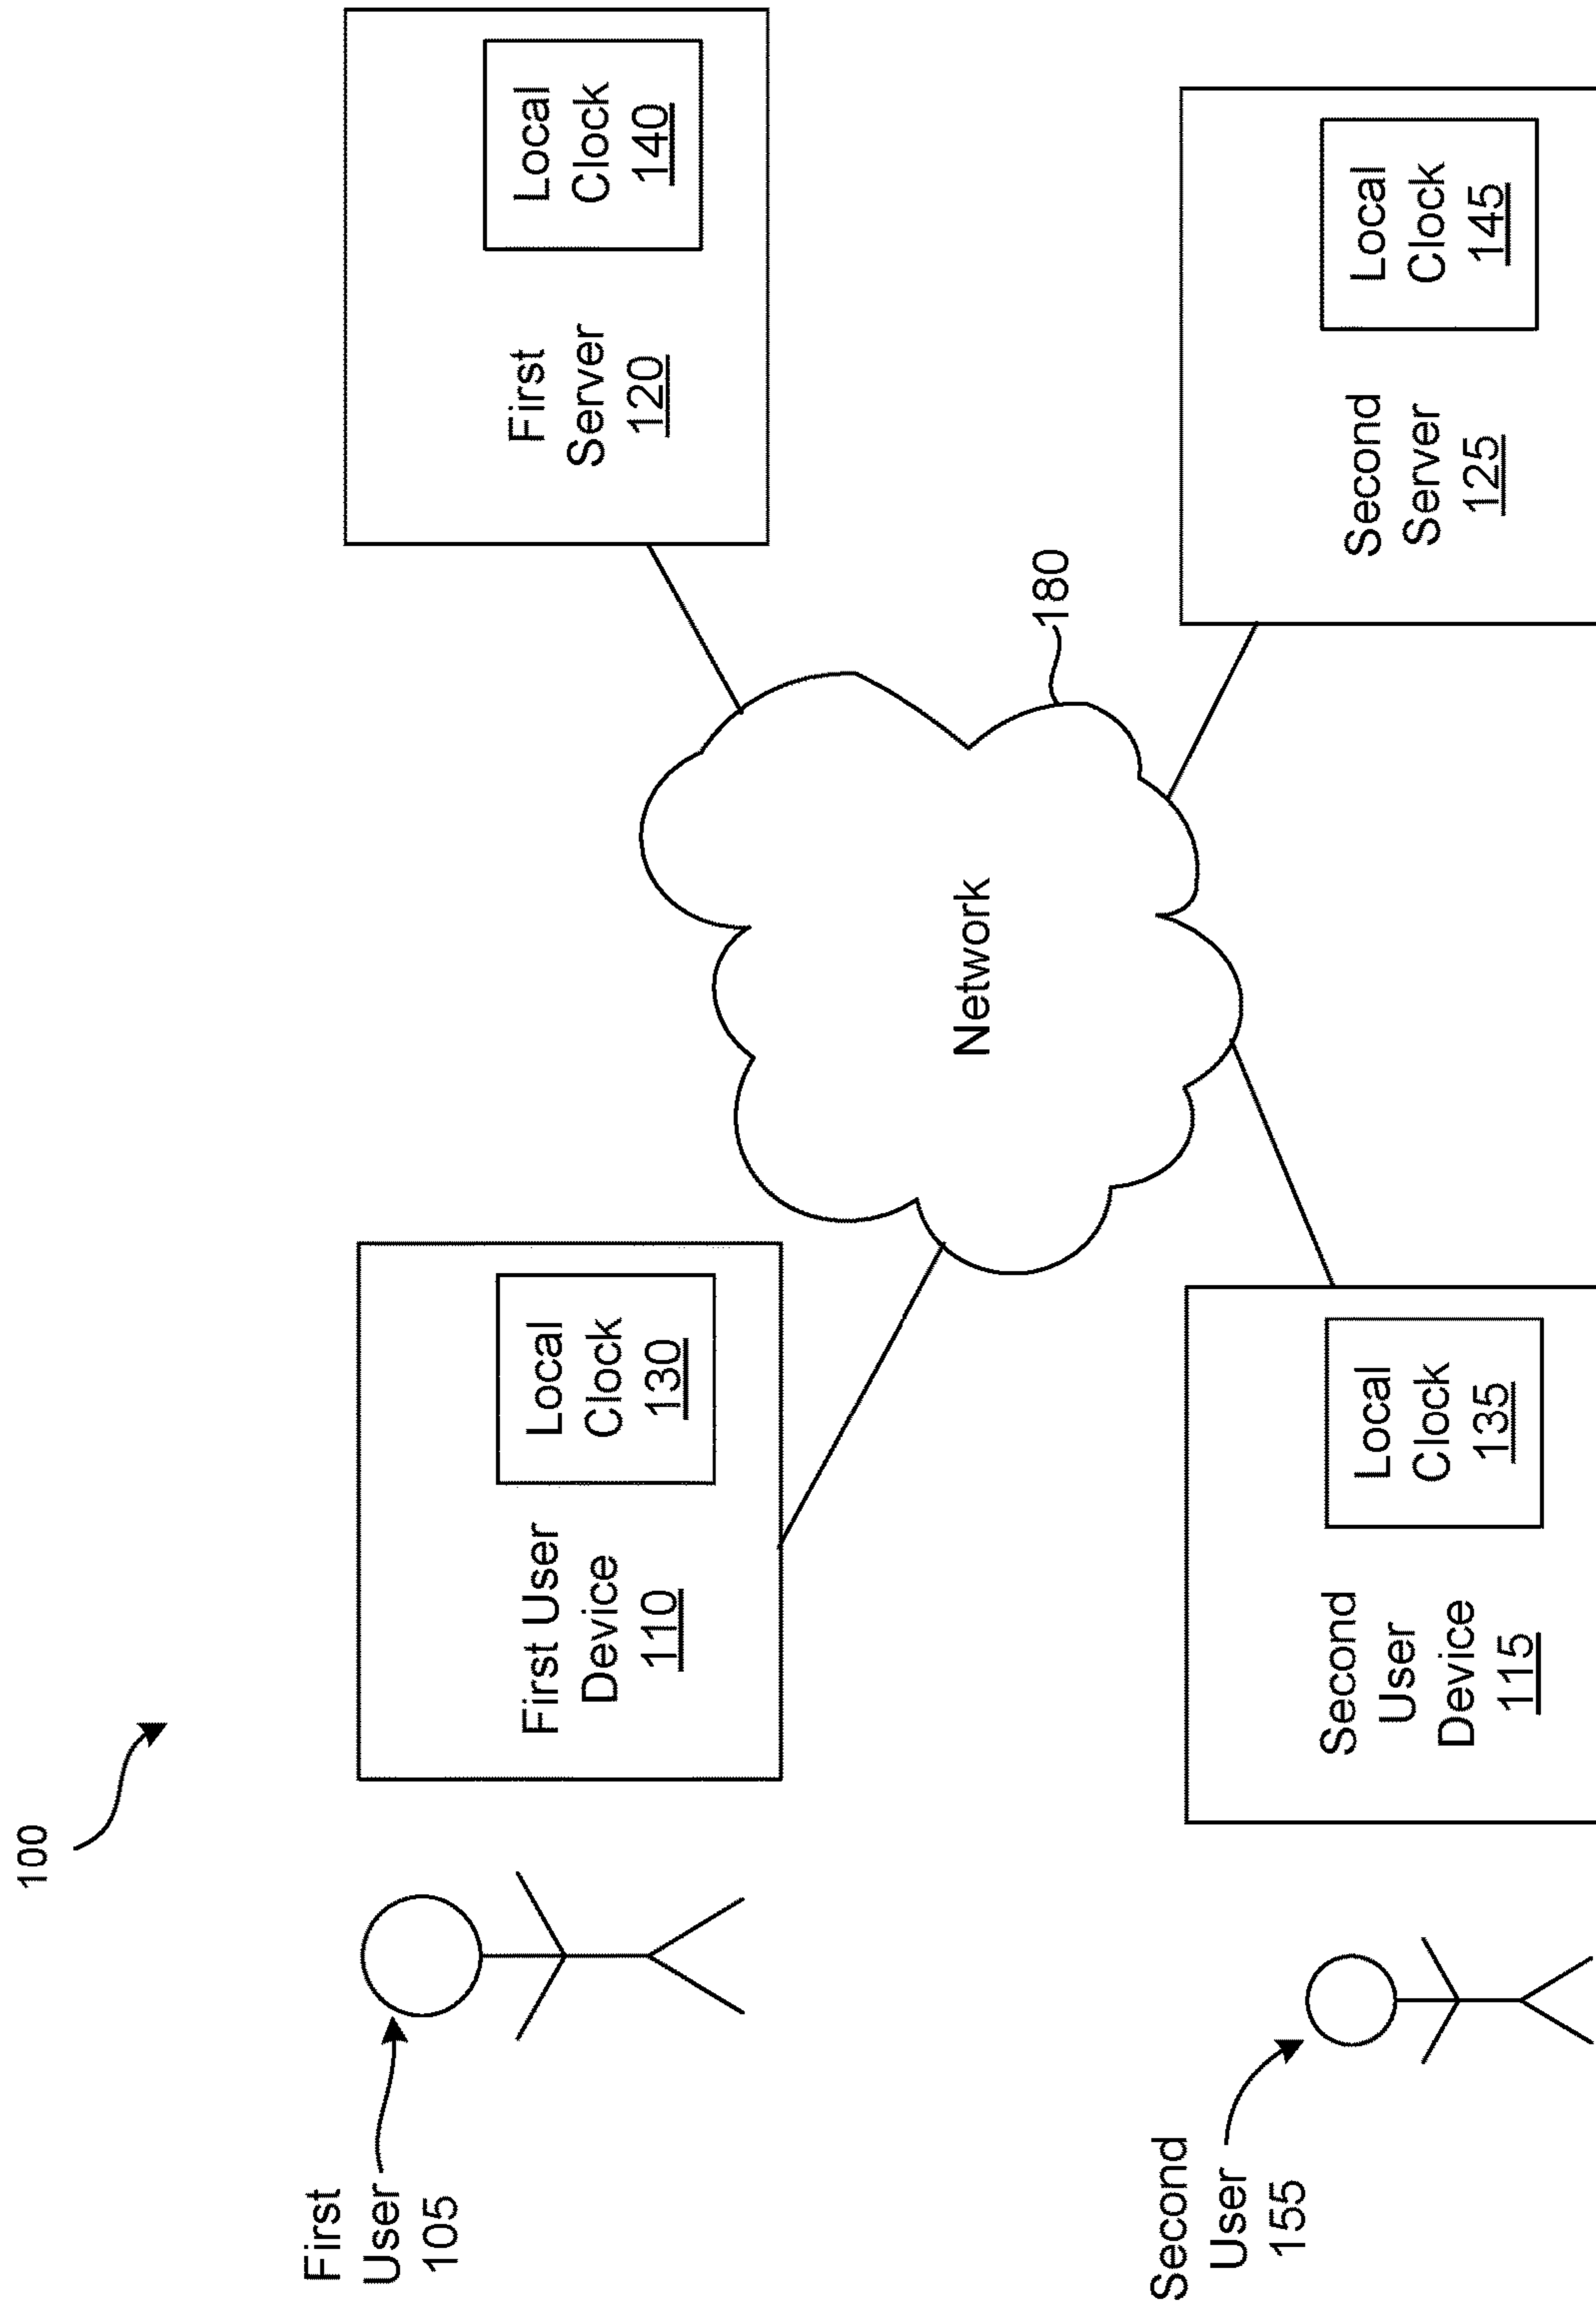 100
First
User
105
First User
Device
110
Local
Clock
130
First
Server
120
Local
Clock
140
Network
180
Second
User
155
Second
User
Device
115
Local
Clock
135
Second
Server
125
Local
Clock
145